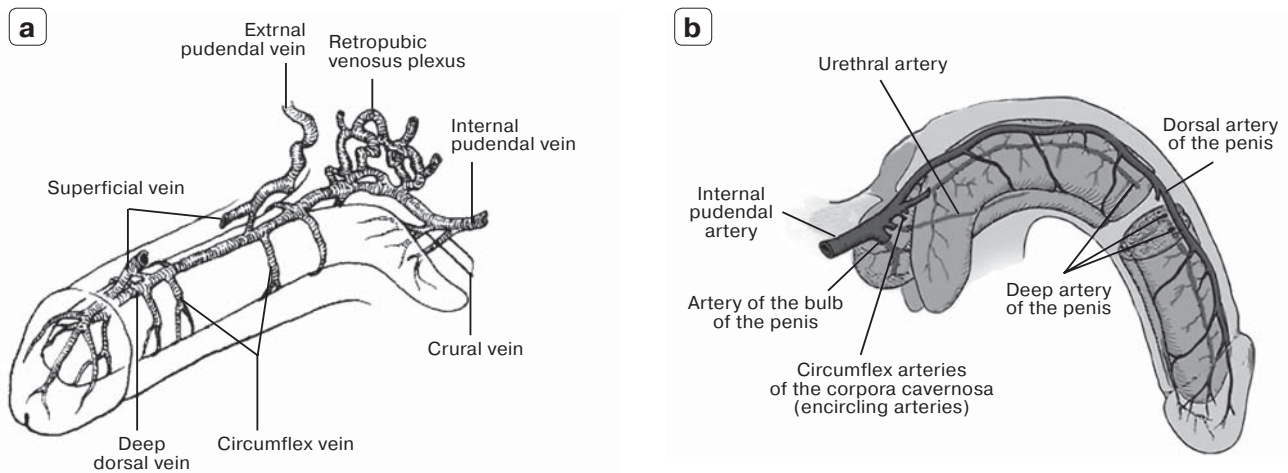 a
Extrnal
pudendal vein
Retropubic
venosus plexus
Internal
pudendal vein
Superficial vein
Crural vein
Deep
dorsal vein
Circumflex vein
b
Urethral artery
Dorsal artery
of the penis
Internal
pudendal
artery
Deep artery
of the penis
Artery of the bulb
of the penis
Circumflex arteries
of the corpora cavernosa
(encircling arteries)